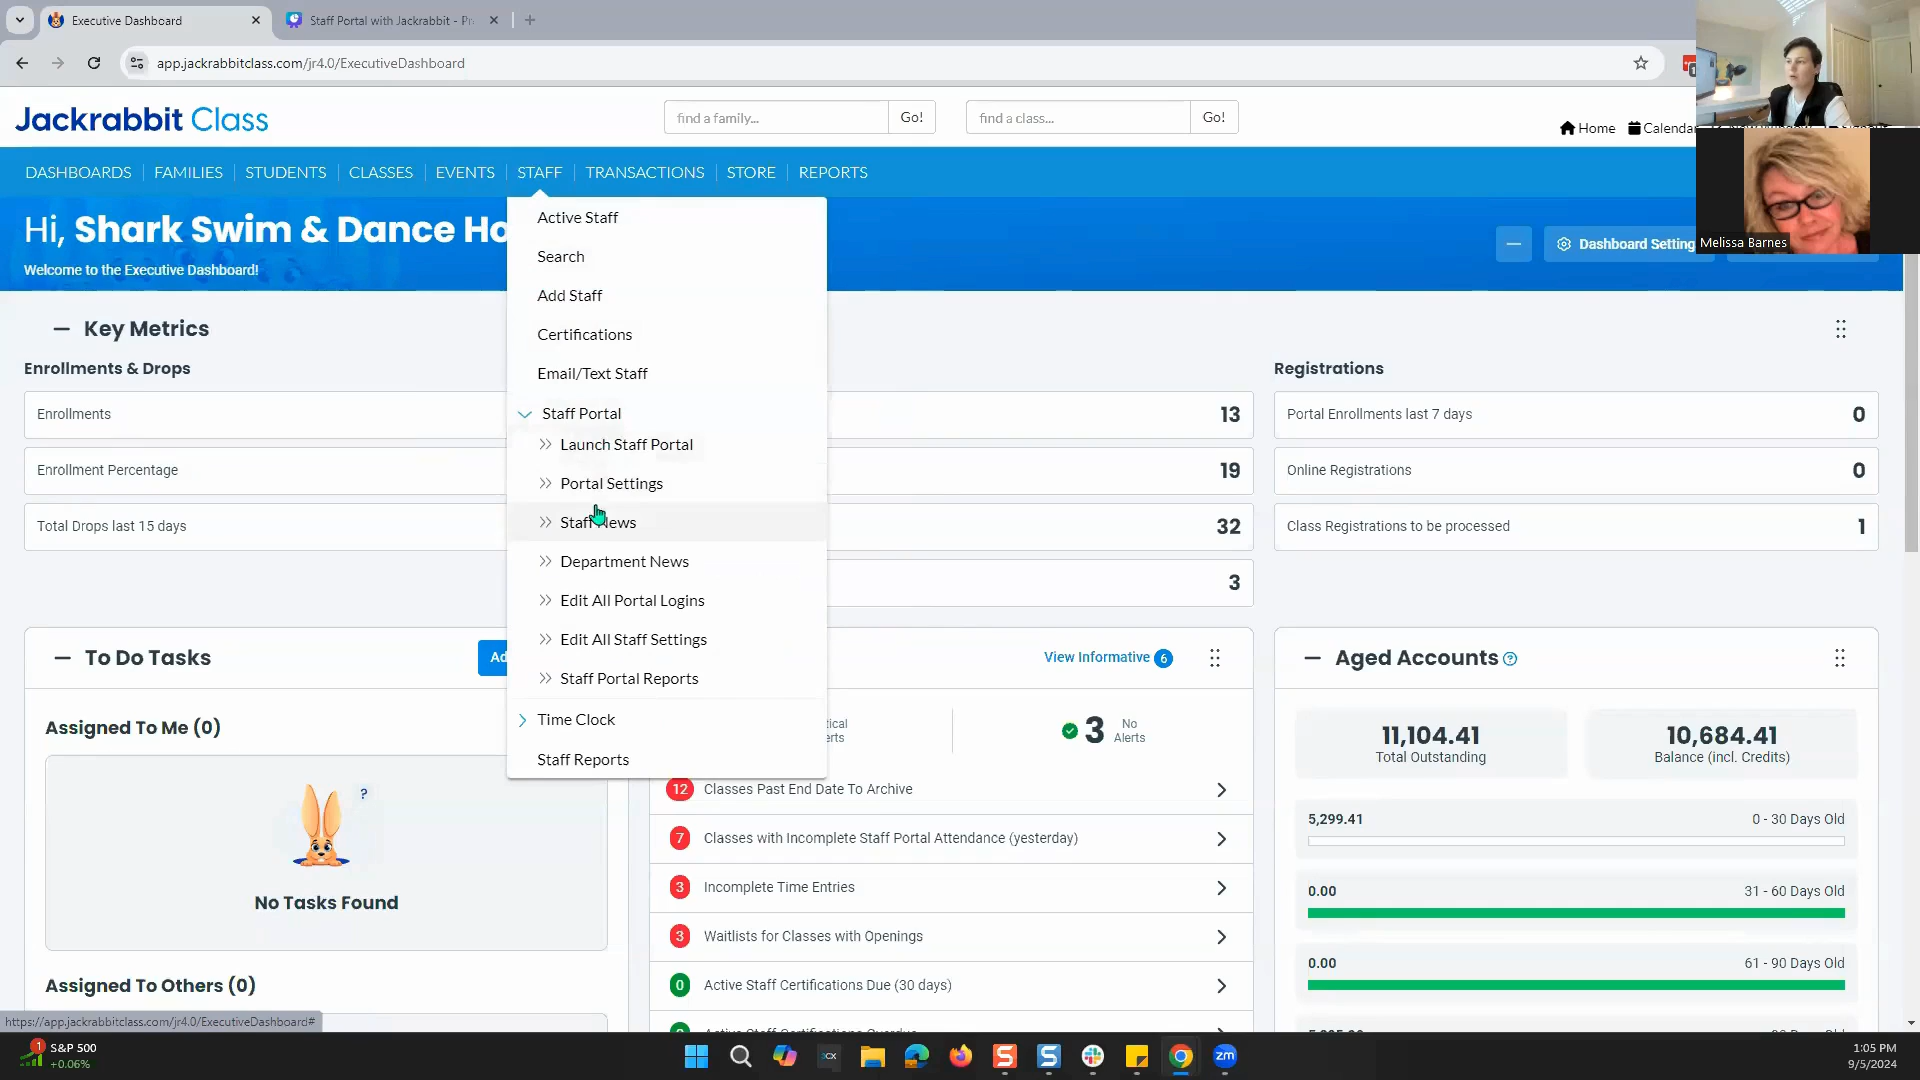 Executive Dashboard
Staff Portal with Jackrabbit - Pr
app.jackrabbitclass.com/jr4.0/ExecutiveDashboard
Jackrabbit Class
find a family...
Go!
find a class...
Go!
Home
Calendar
DASHBOARDS
FAMILIES
STUDENTS
CLASSES
EVENTS
STAFF
TRANSACTIONS
STORE
REPORTS
Hi, Shark Swim & Dance Ho
Welcome to the Executive Dashboard!
Dashboard Setting
Melissa Barnes
Active Staff
Search
Add Staff
Certifications
Email/Text Staff
Staff Portal
Launch Staff Portal
Portal Settings
Staff News
Department News
Edit All Portal Logins
Edit All Staff Settings
Staff Portal Reports
Time Clock
Staff Reports
Key Metrics
Enrollments & Drops
Enrollments
Enrollment Percentage
Total Drops last 15 days
13
19
32
3
Registrations
Portal Enrollments last 7 days
0
Online Registrations
0
Class Registrations to be processed
1
To Do Tasks
Ad
Assigned To Me (0)
?
No Tasks Found
Assigned To Others (0)
View Informative 6
tical
erts
3
No
Alerts
12 Classes Past End Date To Archive
7 Classes with Incomplete Staff Portal Attendance (yesterday)
3 Incomplete Time Entries
3 Waitlists for Classes with Openings
0 Active Staff Certifications Due (30 days)
Aged Accounts ?
11,104.41
Total Outstanding
10,684.41
Balance (incl. Credits)
5,299.41
0 - 30 Days Old
0.00
31 - 60 Days Old
0.00
61 - 90 Days Old
https://app.jackrabbitclass.com/jr4.0/ExecutiveDashboard#
1
S&P 500
+0.06%
3CX
S
S
zm
1:05 PM
9/5/2024